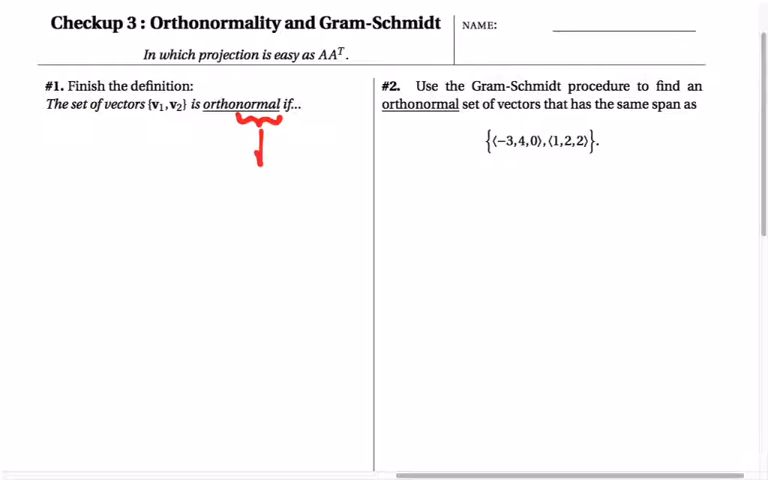 Checkup 3 : Orthonormality and Gram-Schmidt
In which projection is easy as AAᵀ.
NAME:
#1. Finish the definition:
The set of vectors {v₁,v₂} is orthonormal if...
#2. Use the Gram-Schmidt procedure to find an
orthonormal set of vectors that has the same span as
{⟨−3,4,0⟩,⟨1,2,2⟩}.